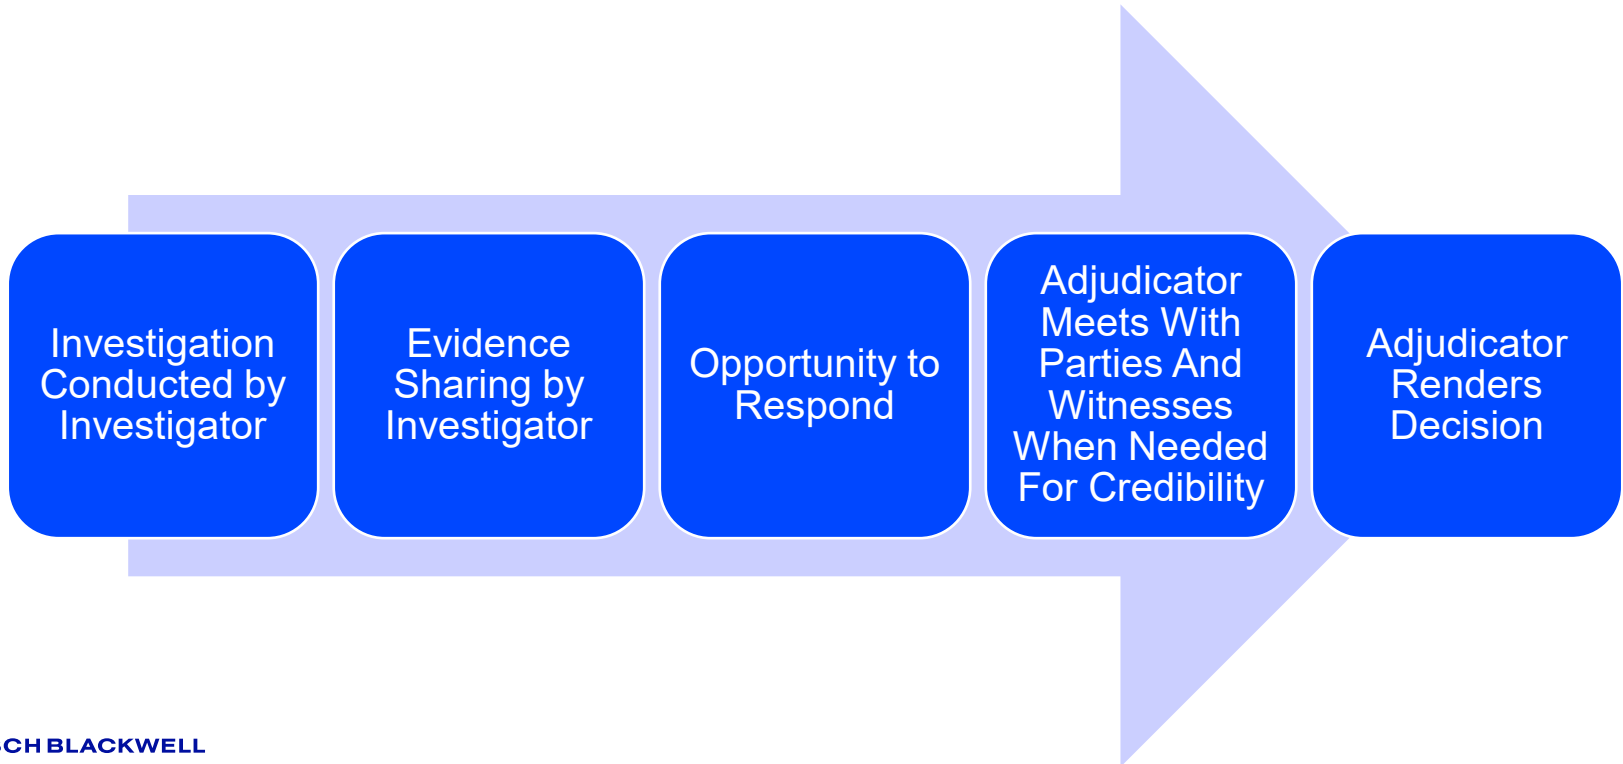 Investigation
Conducted by
Investigator
Evidence
Sharing by
Investigator
Opportunity to
Respond
Adjudicator
Meets With
Parties And
Witnesses
When Needed
For Credibility
Adjudicator
Renders
Decision
CH BLACKWELL